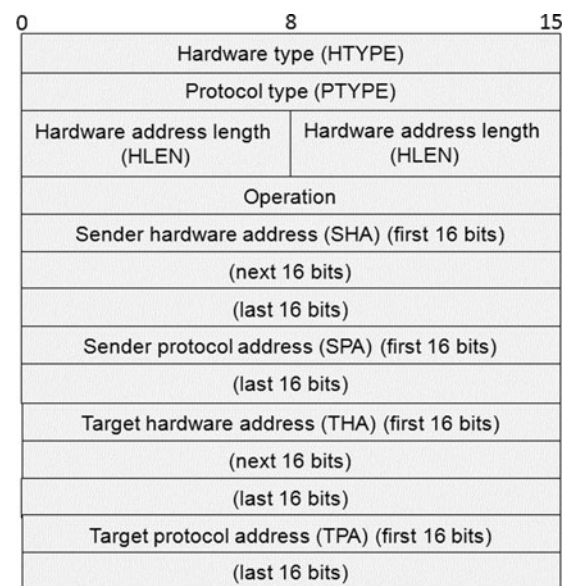 0 8 15
Hardware type (HTYPE)
Protocol type (PTYPE)
Hardware address length Hardware address length
(HLEN) (HLEN)
Operation
Sender hardware address (SHA) (first 16 bits)
(next 16 bits)
(last 16 bits)
Sender protocol address (SPA) (first 16 bits)
(last 16 bits)
Target hardware address (THA) (first 16 bits)
(next 16 bits)
(last 16 bits)
Target protocol address (TPA) (first 16 bits)
(last 16 bits)